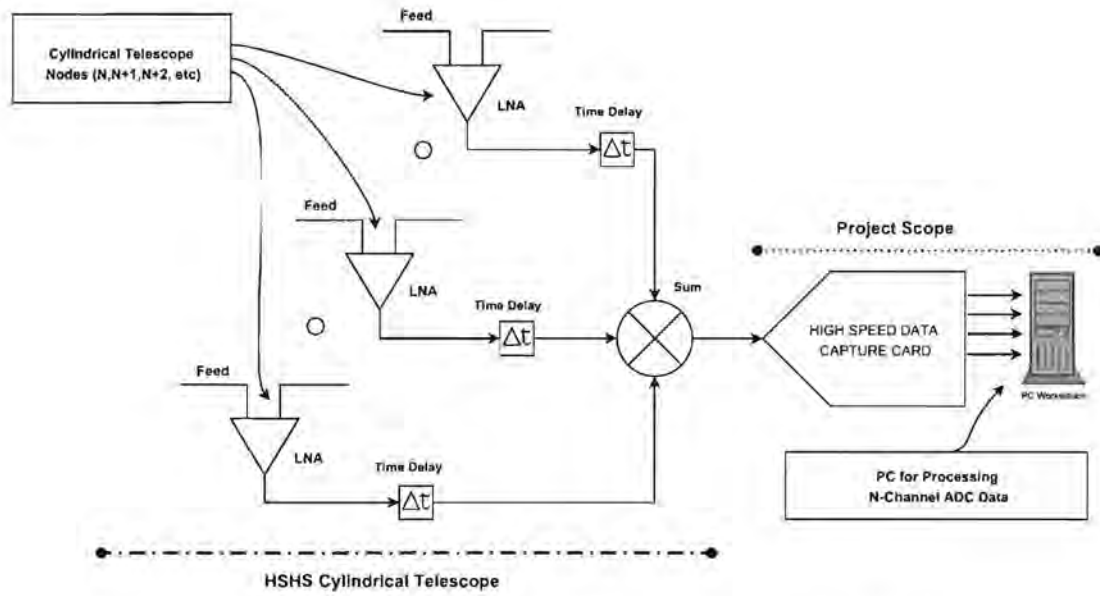 Feed
Cylindrical Telescope
Nodes (N,N+1,N+2, etc)
LNA
Time Delay
Δt
Feed
LNA
Time Delay
Δt
Sum
Project Scope
HIGH SPEED DATA
CAPTURE CARD
PC Workstation
Feed
LNA
Time Delay
Δt
PC for Processing
N-Channel ADC Data
HSHS Cylindrical Telescope